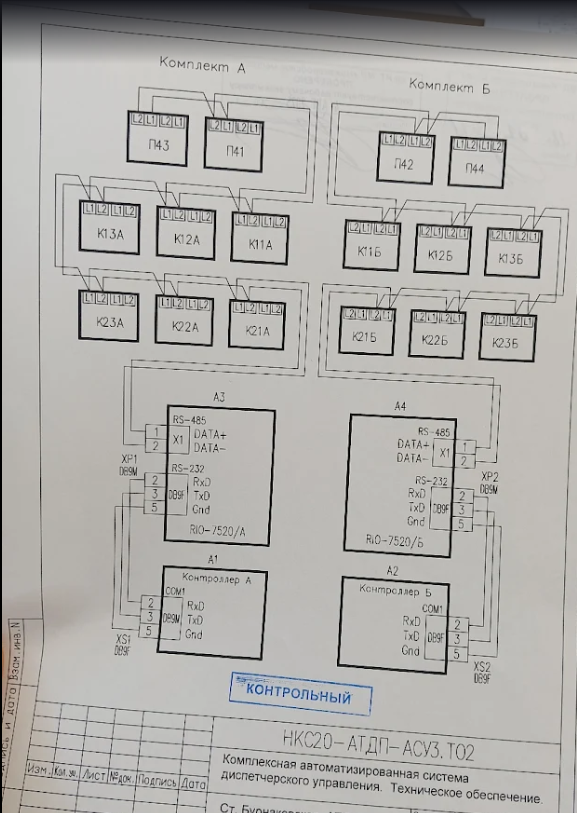 Комплект А
Комплект Б
L2 L1 L2 L1
П43
L2 L1 L2 L1
П41
L2 L1 L1 L2
П42
L2 L1 L2 L1
П44
L1 L2 L1 L2
К13А
L1 L2 L1 L2
К12А
L1 L2 L1 L2
К11А
L2 L1 L2 L1
К11Б
L2 L1 L2 L1
К12Б
L2 L1 L2 L1
К13Б
L1 L2 L1 L2
К23А
L1 L2 L1 L2
К22А
L1 L2 L1 L2
К21А
L2 L1 L2 L1
К21Б
L2 L1 L2 L1
К22Б
L2 L1 L2 L1
К23Б
А3
RS-485
1
X1
DATA+
2
DATA-
XP1
DB9M
RS-232
2
RxD
3
DB9F
TxD
5
Gnd
RIO-7520/А
А4
RS-485
DATA+
X1
1
DATA-
2
XP2
DB9M
RS-232
RxD
2
TxD
DB9F
3
Gnd
5
RIO-7520/Б
А1
Контроллер А
COM1
2
RxD
3
DB9M
TxD
5
Gnd
XS1
DB9F
А2
Контроллер Б
COM1
RxD
2
TxD
DB9F
3
Gnd
5
XS2
DB9F
КОНТРОЛЬНЫЙ
Взам.инв.N
дата
НКС20-АТДП-АСУЗ.ТО2
Изм. Кол.уч. Лист №док. Подпись Дата
Комплексная автоматизированная система
диспетчерского управления. Техническое обеспечение.